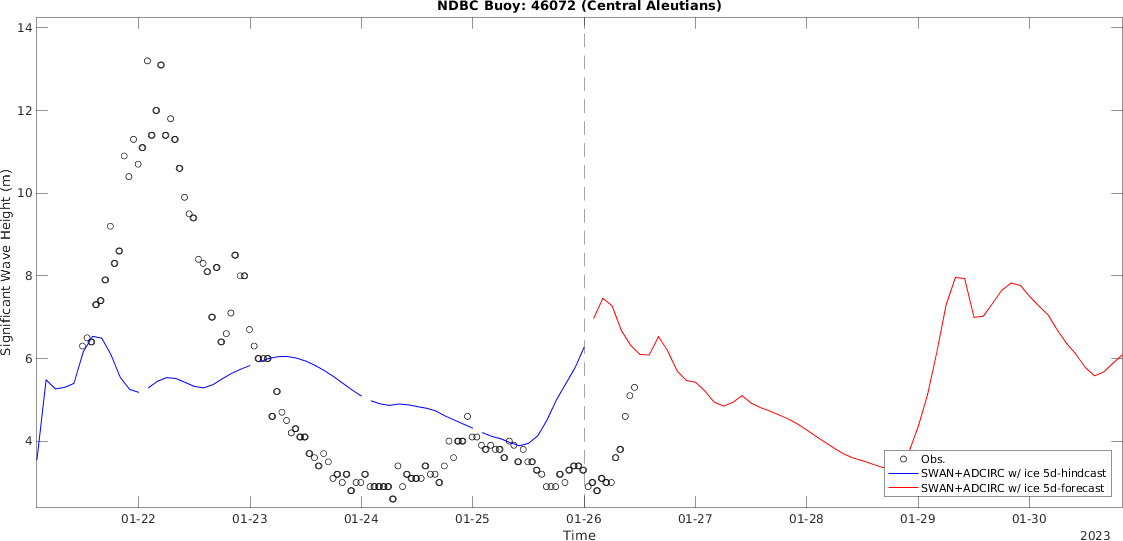 NDBC Buoy: 46072 (Central Aleutians)
14
12
10
8
6
4
Significant Wave Height (m)
Obs.
SWAN+ADCIRC w/ ice 5d-hindcast
SWAN+ADCIRC w/ ice 5d-forecast
01-22 01-23 01-24 01-25 01-26 01-27 01-28 01-29 01-30
Time
2023